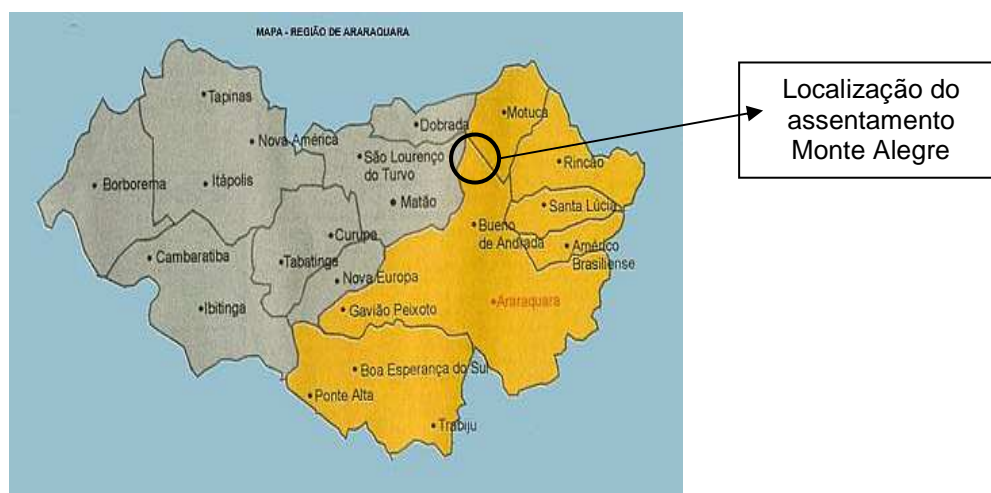 MAPA - REGIÃO DE ARARAQUARA
Localização do
assentamento
Monte Alegre
Tapinas
Dobrada
Motuca
Nova América
São Lourenço
do Turvo
Rincão
Borborema
Itápolis
Matão
Santa Lúcia
Bueno
de Andrada
Curupa
Américo
Brasiliense
Cambaratiba
Tabatinga
Nova Europa
Ibitinga
Gavião Peixoto
Araraquara
Boa Esperança do Sul
Ponte Alta
Trabiju